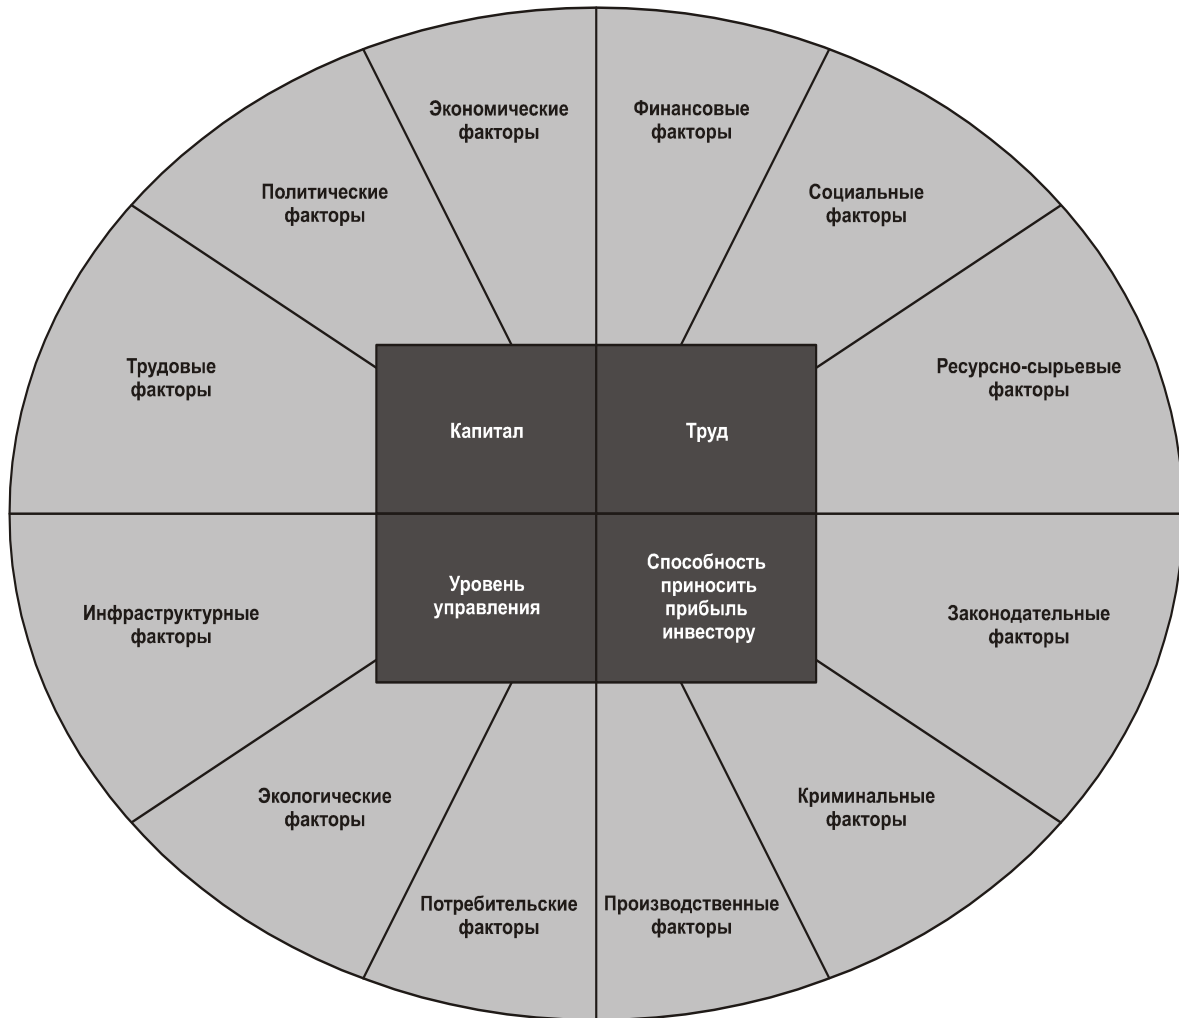 Экономические
факторы
Финансовые
факторы
Политические
факторы
Социальные
факторы
Трудовые
факторы
Ресурсно-сырьевые
факторы
Капитал
Труд
Уровень
управления
Способность
приносить
прибыль
инвестору
Инфраструктурные
факторы
Законодательные
факторы
Экологические
факторы
Криминальные
факторы
Потребительские
факторы
Производственные
факторы